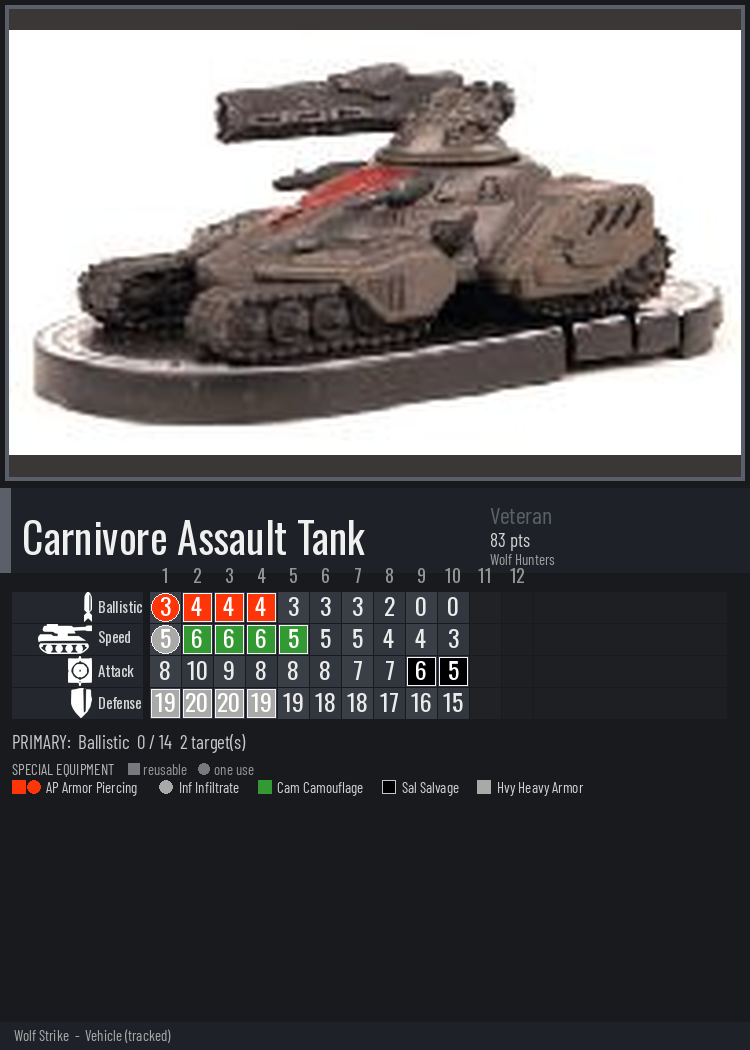 Carnivore Assault Tank
Veteran
83 pts
Wolf Hunters
1 2 3 4 5 6 7 8 9 10 11 12
Ballistic 3 4 4 4 3 3 3 2 0 0
Speed 5 6 6 6 5 5 5 4 4 3
Attack 8 10 9 8 8 8 7 7 6 5
Defense 19 20 20 19 19 18 18 17 16 15
PRIMARY: Ballistic 0 / 14 2 target(s)
SPECIAL EQUIPMENT reusable one use
AP Armor Piercing Inf Infiltrate Cam Camouflage Sal Salvage Hvy Heavy Armor
Wolf Strike - Vehicle (tracked)